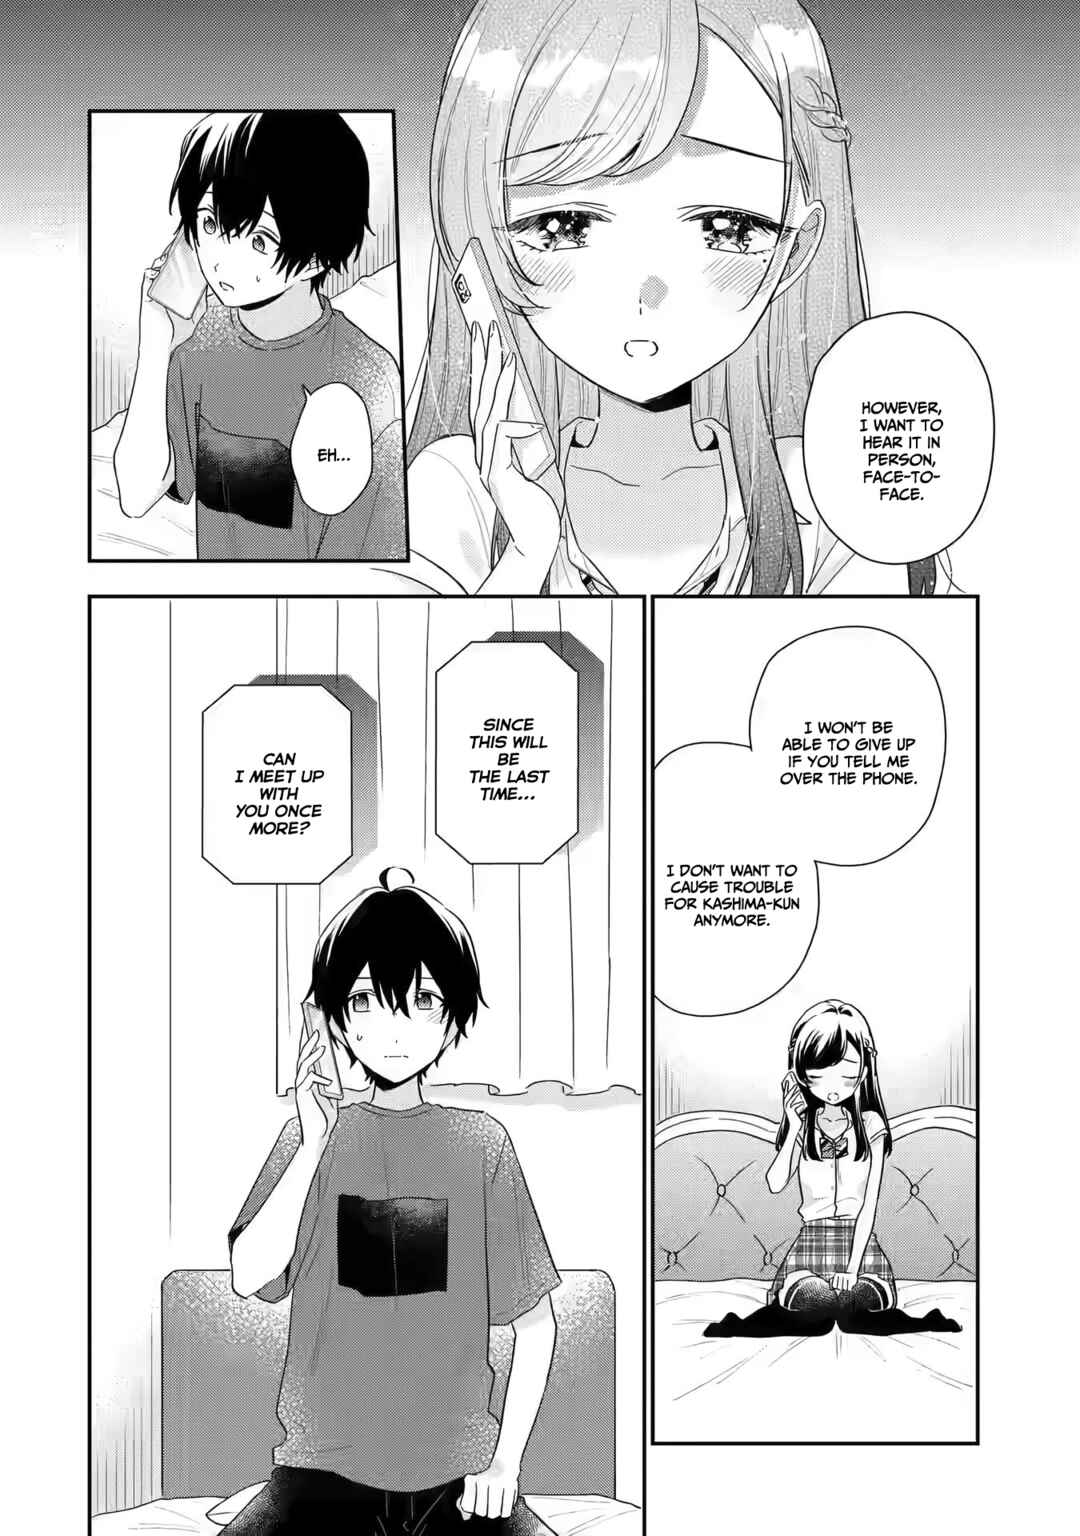 HOWEVER,
I WANT TO
HEAR IT IN
PERSON,
FACE-TO-
FACE.
EH...
I WON'T BE
ABLE TO GIVE UP
IF YOU TELL ME
OVER THE PHONE.
I DON'T WANT TO
CAUSE TROUBLE
FOR KASHIMA-KUN
ANYMORE.
SINCE
THIS WILL
BE
THE LAST
TIME...
CAN
I MEET UP
WITH
YOU ONCE
MORE?